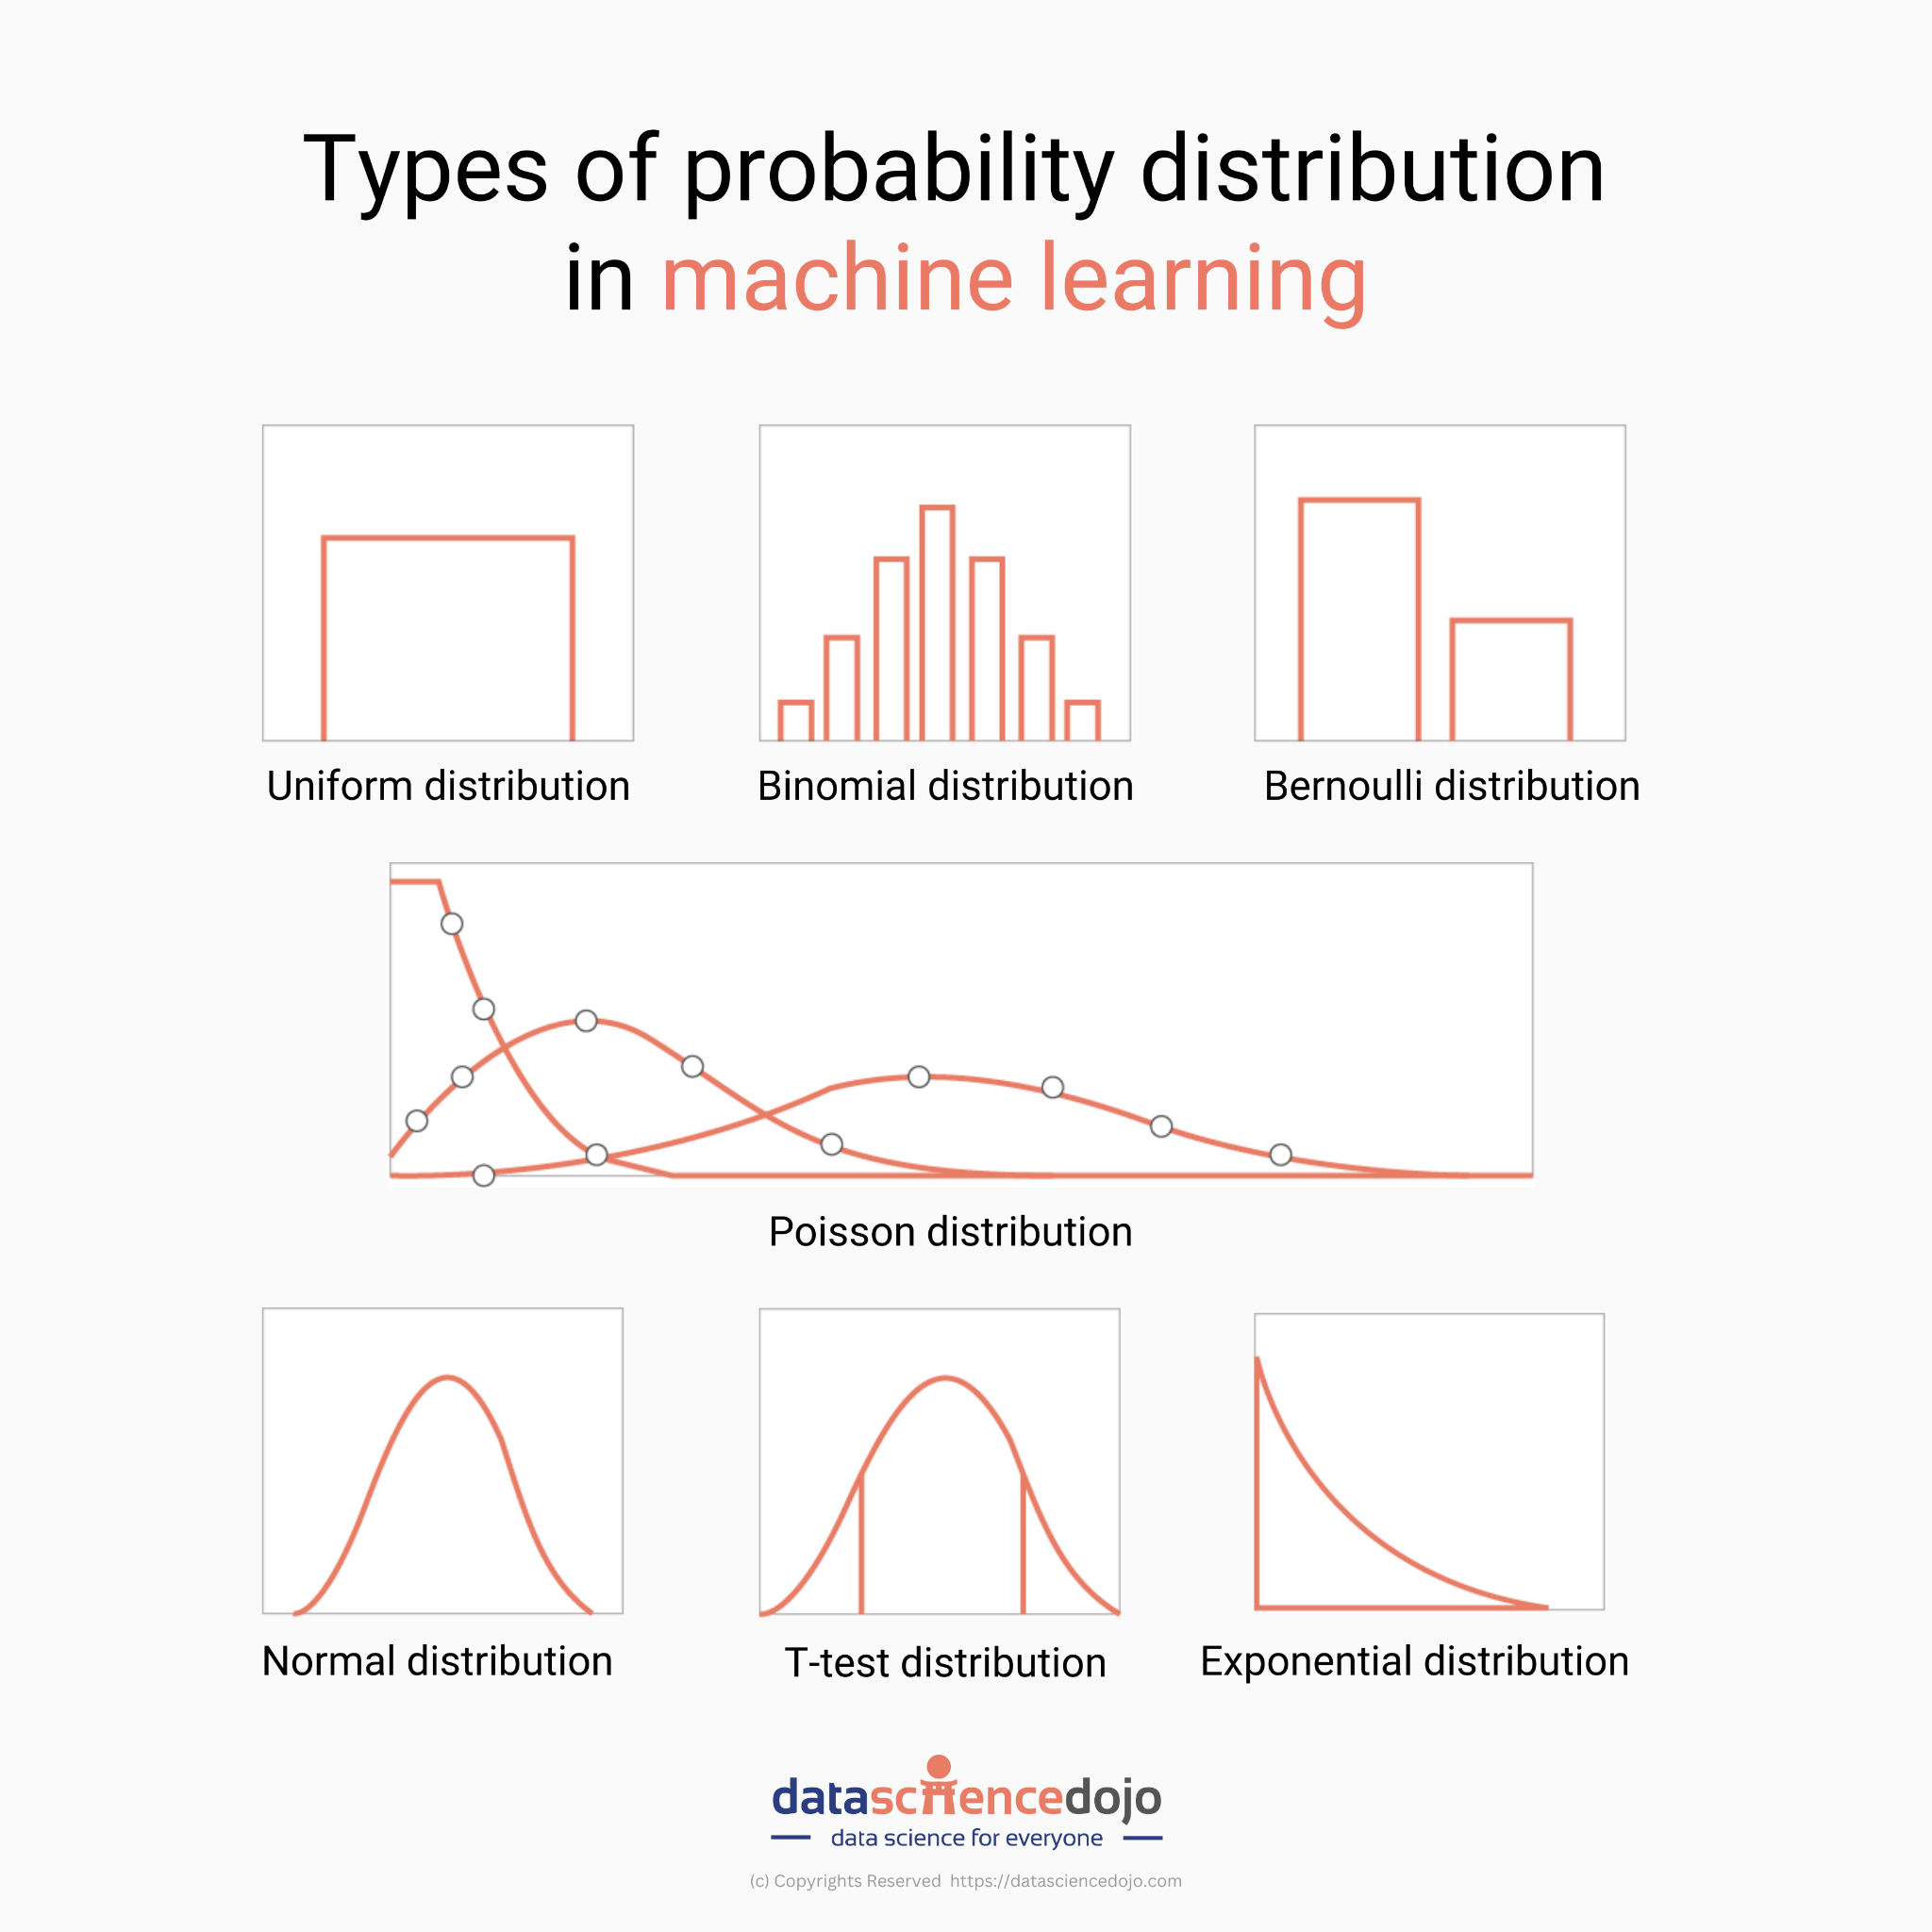 Types of probability distribution
in machine learning
Uniform distribution
Binomial distribution
Bernoulli distribution
Poisson distribution
Normal distribution
T-test distribution
Exponential distribution
datasciencedojo
data science for everyone
(c) Copyrights Reserved https://datasciencedojo.com